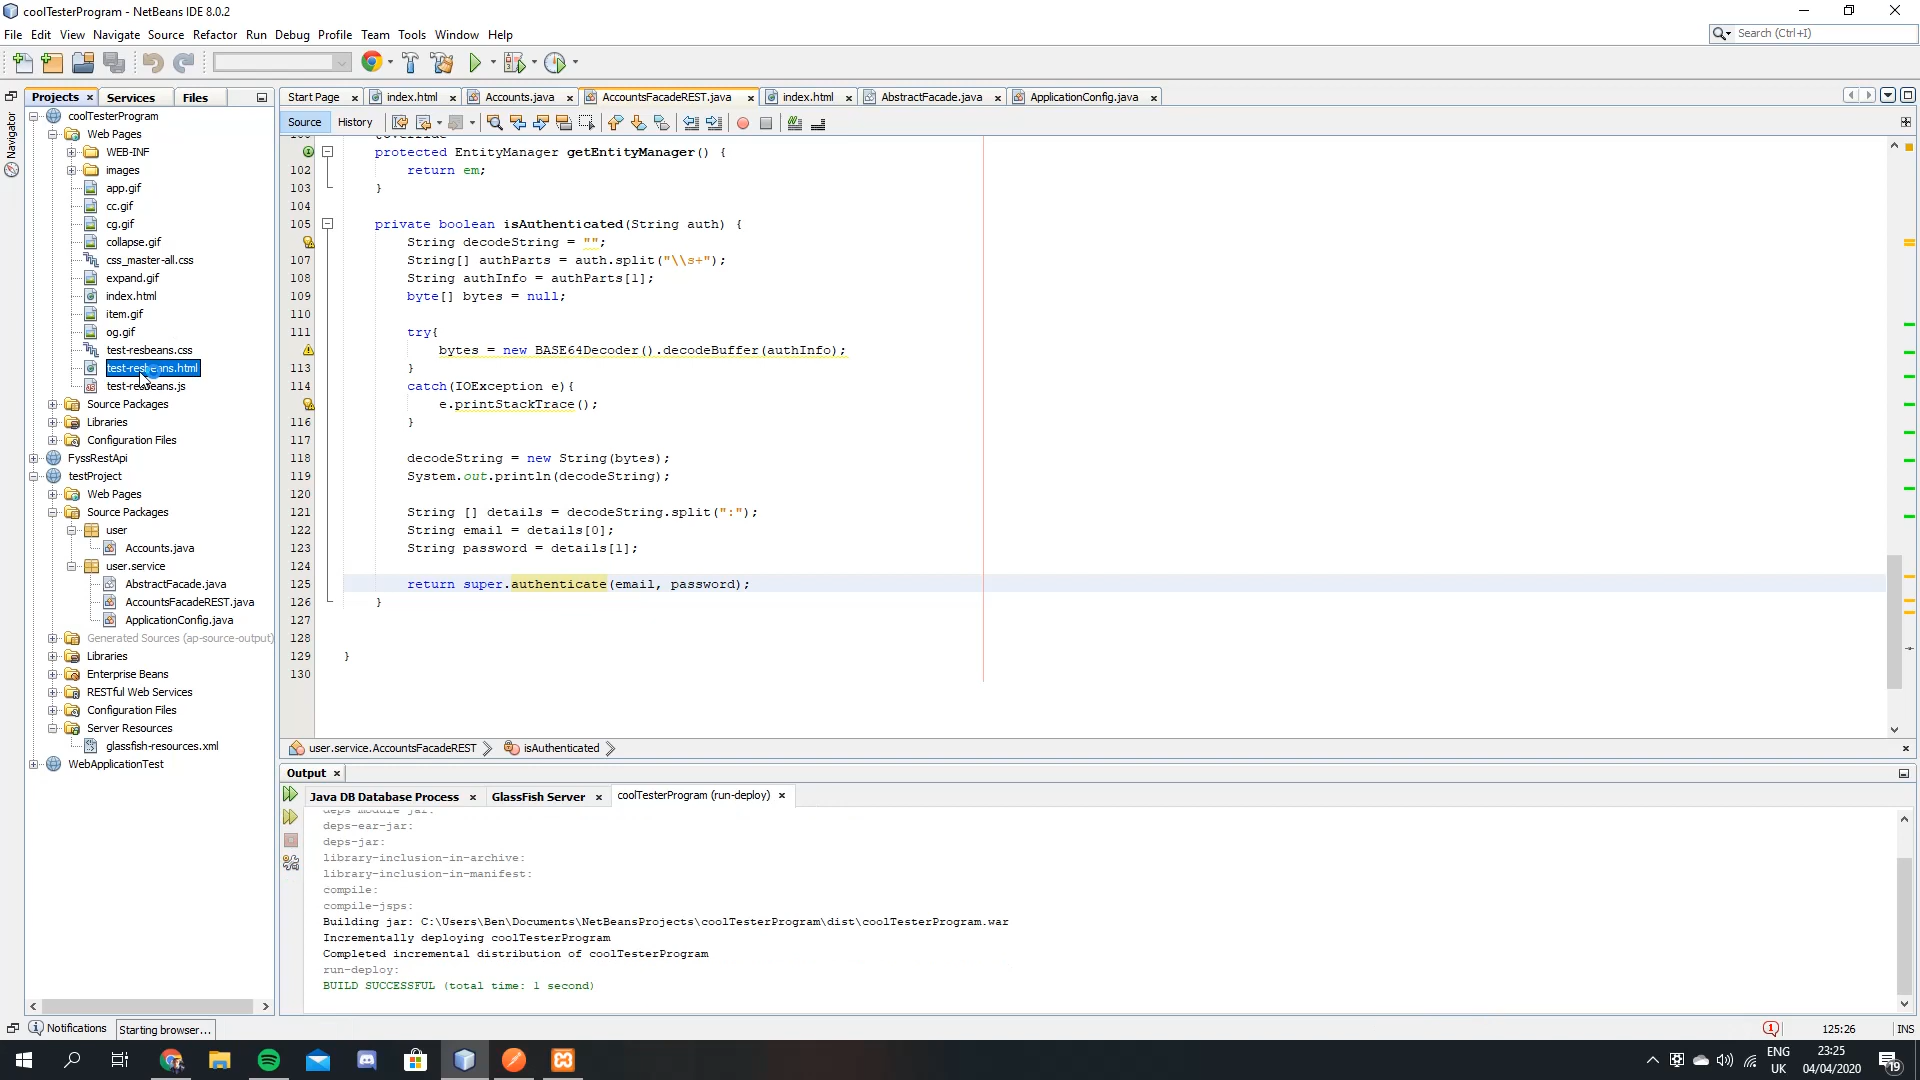 coolTesterProgram - NetBeans IDE 8.0.2
File Edit View Navigate Source Refactor Run Debug Profile Team Tools Window Help
Search (Ctrl+I)
Projects Services Files
Start Page index.html Accounts.java AccountsFacadeREST.java index.html AbstractFacade.java ApplicationConfig.java
Source History
Navigator
coolTesterProgram
Web Pages
WEB-INF
images
app.gif
cc.gif
cg.gif
collapse.gif
css_master-all.css
expand.gif
index.html
item.gif
og.gif
test-resbeans.css
test-resbeans.html
test-resbeans.js
Source Packages
Libraries
Configuration Files
FyssRestApi
testProject
Web Pages
Source Packages
user
Accounts.java
user.service
AbstractFacade.java
AccountsFacadeREST.java
ApplicationConfig.java
Generated Sources (ap-source-output)
Libraries
Enterprise Beans
RESTful Web Services
Configuration Files
Server Resources
glassfish-resources.xml
WebApplicationTest
100 @Override
protected EntityManager getEntityManager() {
102 return em;
103 }
104
105 private boolean isAuthenticated(String auth) {
String decodeString = "";
107 String[] authParts = auth.split("\\s+");
108 String authInfo = authParts[1];
109 byte[] bytes = null;
110
111 try{
bytes = new BASE64Decoder().decodeBuffer(authInfo);
113 }
114 catch(IOException e){
e.printStackTrace();
116 }
117
118 decodeString = new String(bytes);
119 System.out.println(decodeString);
120
121 String [] details = decodeString.split(":");
122 String email = details[0];
123 String password = details[1];
124
125 return super.authenticate(email, password);
126 }
127
128
129 }
130
user.service.AccountsFacadeREST isAuthenticated
Output
Java DB Database Process GlassFish Server coolTesterProgram (run-deploy)
deps-module-jar:
deps-ear-jar:
deps-jar:
library-inclusion-in-archive:
library-inclusion-in-manifest:
compile:
compile-jsps:
Building jar: C:\Users\Ben\Documents\NetBeansProjects\coolTesterProgram\dist\coolTesterProgram.war
Incrementally deploying coolTesterProgram
Completed incremental distribution of coolTesterProgram
run-deploy:
BUILD SUCCESSFUL (total time: 1 second)
Notifications Starting browser... 1 125:26 INS
ENG
UK
23:25
04/04/2020
19